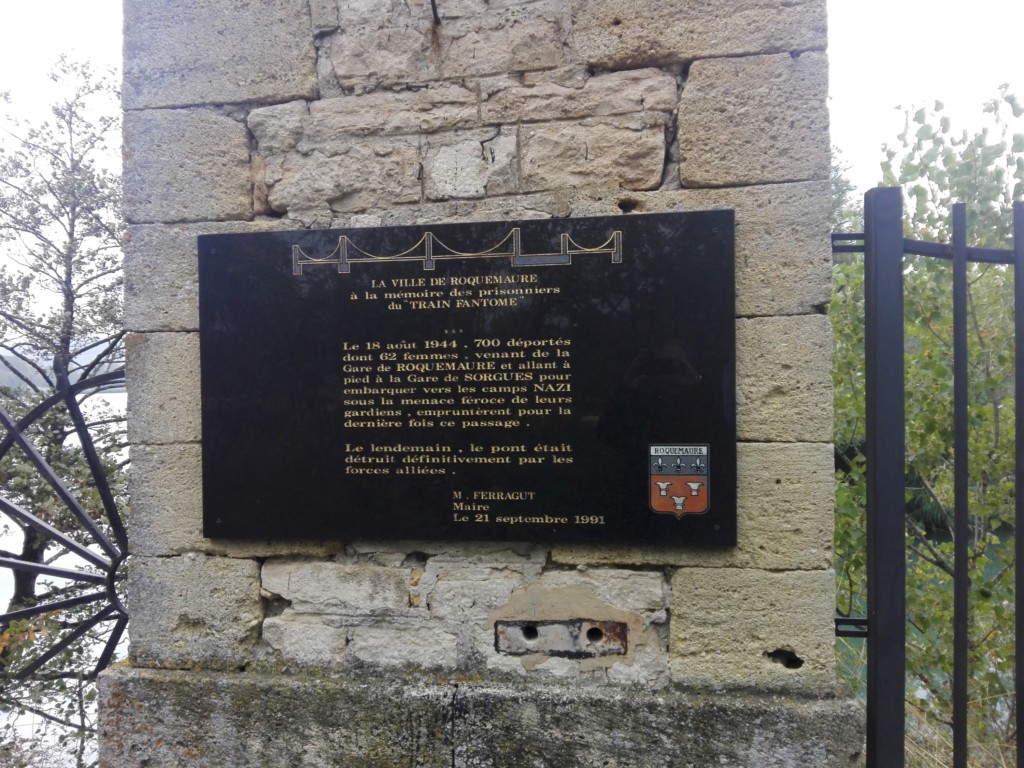 LA VILLE DE ROQUEMAURE
à la mémoire des prisonniers
du "TRAIN FANTOME"
***
Le 18 août 1944 , 700 déportés
dont 62 femmes , venant de la
Gare de ROQUEMAURE et allant à
pied à la Gare de SORGUES pour
embarquer vers les camps NAZI
sous la menace féroce de leurs
gardiens , empruntèrent pour la
dernière fois ce passage .
Le lendemain , le pont était
détruit définitivement par les
forces alliées .
M . FERRAGUT
Maire
Le 21 septembre 1991
ROQUEMAURE